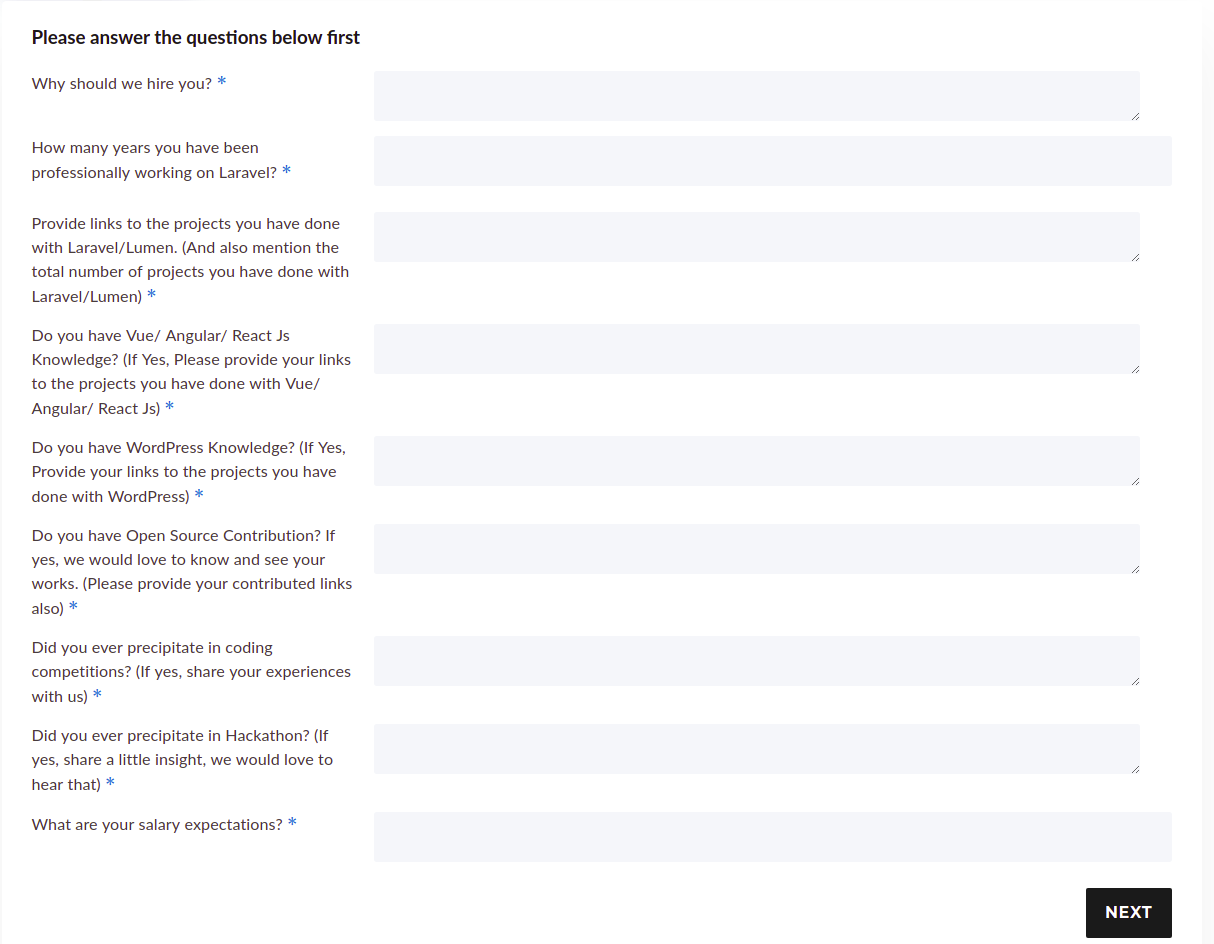 Please answer the questions below first
Why should we hire you? *
How many years you have been
professionally working on Laravel? *
Provide links to the projects you have done
with Laravel/Lumen. (And also mention the
total number of projects you have done with
Laravel/Lumen) *
Do you have Vue/ Angular/ React Js
Knowledge? (If Yes, Please provide your links
to the projects you have done with Vue/
Angular/ React Js) *
Do you have WordPress Knowledge? (If Yes,
Provide your links to the projects you have
done with WordPress) *
Do you have Open Source Contribution? If
yes, we would love to know and see your
works. (Please provide your contributed links
also) *
Did you ever precipitate in coding
competitions? (If yes, share your experiences
with us) *
Did you ever precipitate in Hackathon? (If
yes, share a little insight, we would love to
hear that) *
What are your salary expectations? *
NEXT